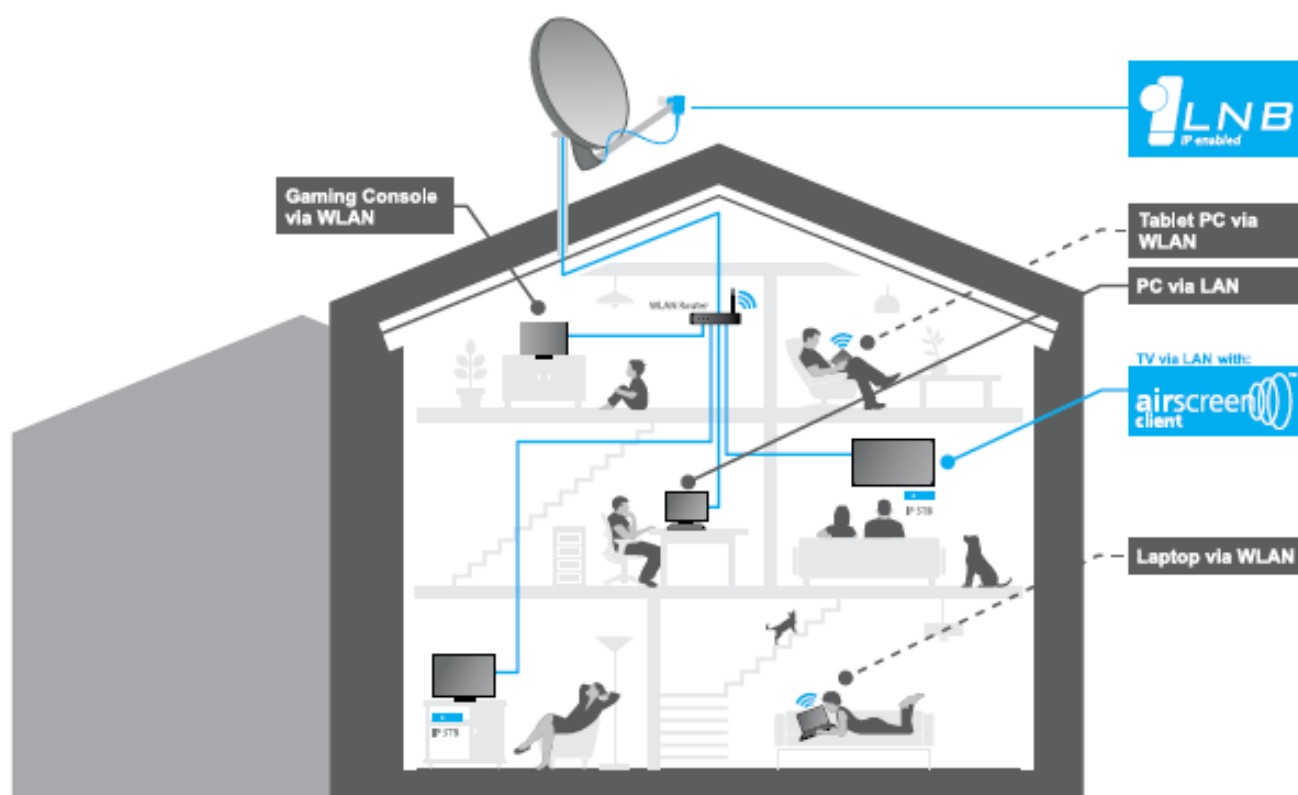 LNB
IP enabled
Gaming Console
via WLAN
Tablet PC via
WLAN
PC via LAN
WLAN Router
TV via LAN with:
airscreen
client
™
IP STB
Laptop via WLAN
IP STB